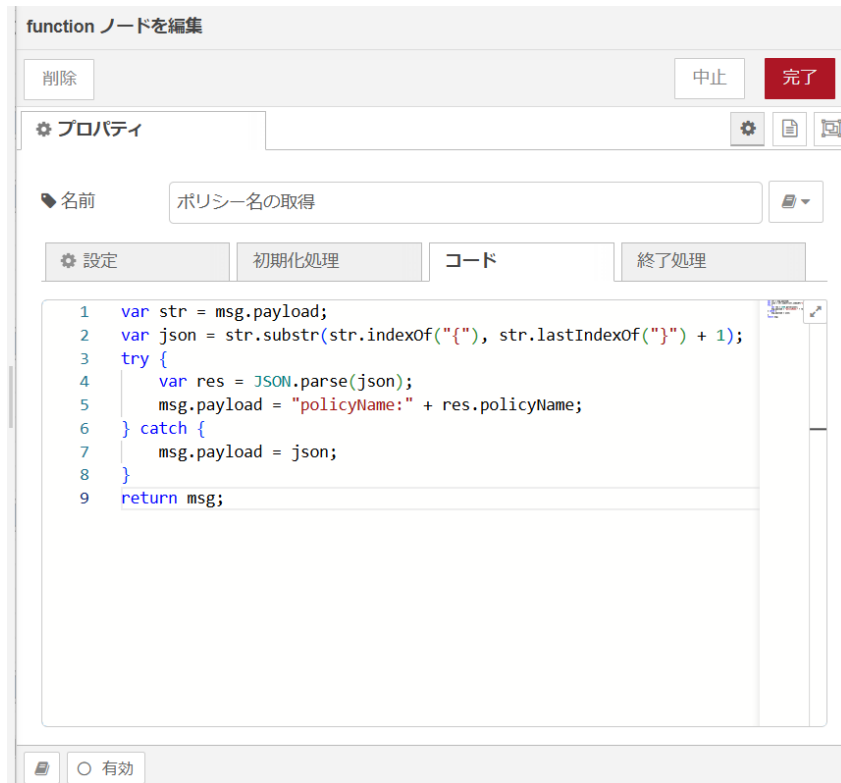 function ノードを編集
削除
中止
完了
プロパティ
名前
ポリシー名の取得
設定
初期化処理
コード
終了処理
1 var str = msg.payload;
2 var json = str.substr(str.indexOf("{"), str.lastIndexOf("}") + 1);
3 try {
4 var res = JSON.parse(json);
5 msg.payload = "policyName:" + res.policyName;
6 } catch {
7 msg.payload = json;
8 }
9 return msg;
有効